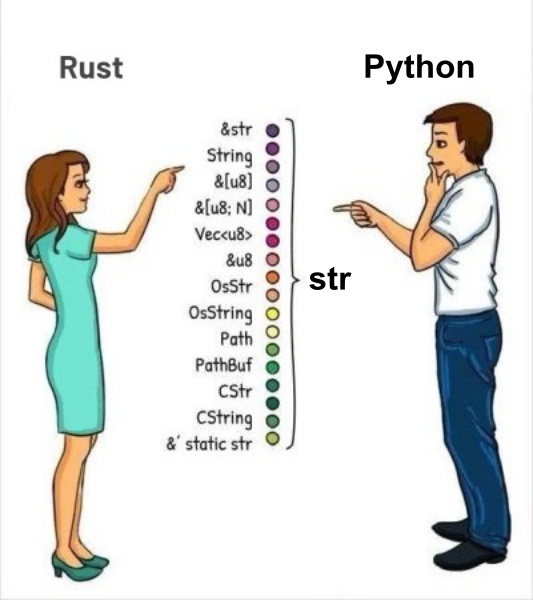 Rust
Python
&str
String
&[u8]
&[u8; N]
Vec<u8>
&u8
OsStr
OsString
Path
PathBuf
CStr
CString
&' static str
str